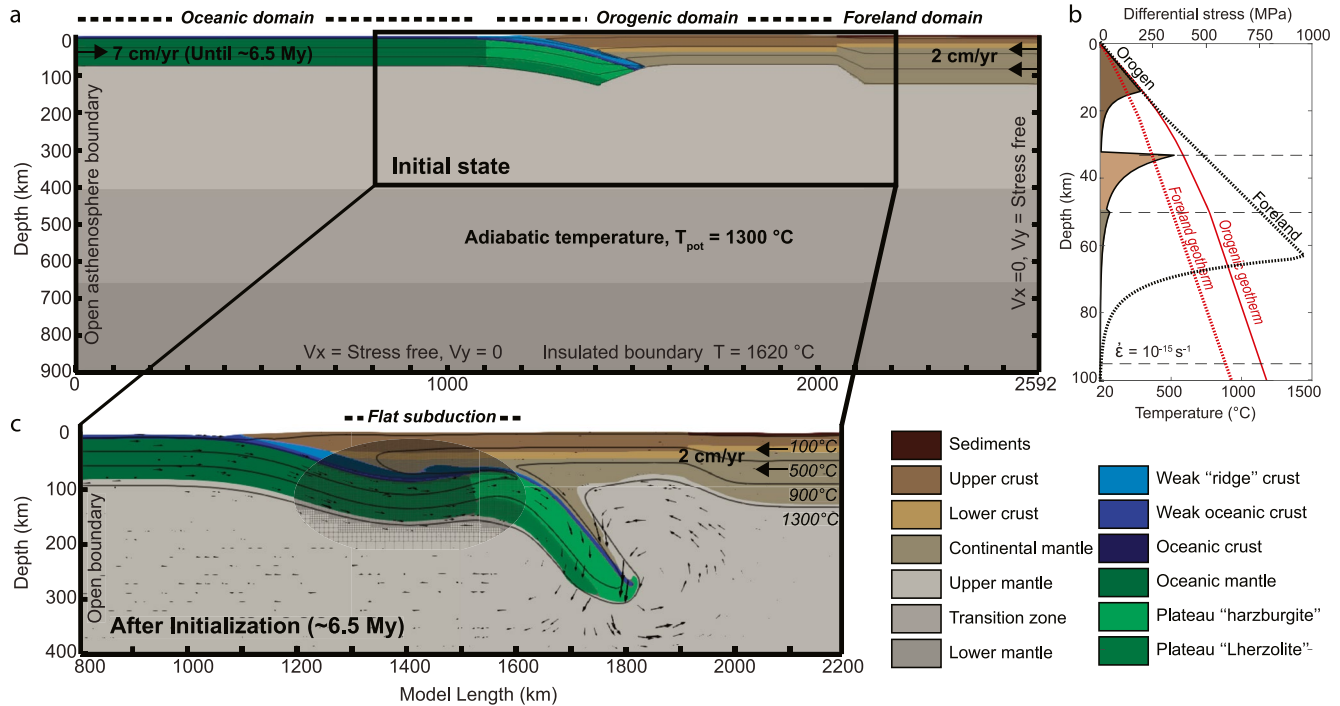 a
Oceanic domain
Orogenic domain
Foreland domain
0
100
200
300
400
500
600
700
800
900
Depth (km)
7 cm/yr (Until ~6.5 My)
2 cm/yr
Open asthenosphere boundary
Initial state
Adiabatic temperature, Tpot = 1300 °C
Vx = Stress free, Vy = 0
Insulated boundary T = 1620 °C
Vx =0, Vy = Stress free
0
1000
2000
2592
b
Differential stress (MPa)
0
250
500
750
1000
0
20
40
60
80
100
Depth (km)
Orogen
Foreland
Foreland geotherm
Orogenic geotherm
ε̇ = 10-15 s-1
20
500
1000
1500
Temperature (°C)
c
Flat subduction
0
100
200
300
400
Depth (km)
Open boundary
2 cm/yr
100°C
500°C
900°C
1300°C
After Initialization (~6.5 My)
800
1000
1200
1400
1600
1800
2000
2200
Model Length (km)
Sediments
Upper crust
Lower crust
Continental mantle
Upper mantle
Transition zone
Lower mantle
Weak “ridge” crust
Weak oceanic crust
Oceanic crust
Oceanic mantle
Plateau “harzburgite”
Plateau “Lherzolite”